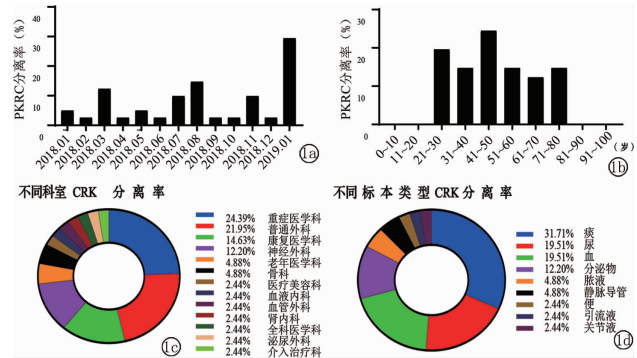 PKRC分离率(%)
40
30
20
10
0
2018.01
2018.02
2018.03
2018.04
2018.05
2018.06
2018.07
2018.08
2018.09
2018.10
2018.11
2018.12
2019.01
1a
PKRC分离率(%)
30
20
10
0
0~10
11~20
21~30
31~40
41~50
51~60
61~70
71~80
81~90
91~100
(岁)
1b
不同科室 CRK 分 离 率
24.39% 重症医学科
21.95% 普通外科
14.63% 康复医学科
12.20% 神经外科
4.88% 老年医学科
4.88% 骨科
2.44% 医疗美容科
2.44% 血液内科
2.44% 血管外科
2.44% 肾内科
2.44% 全科医学科
2.44% 泌尿外科
2.44% 介入治疗科
1c
不同标本类型CRK分离率
31.71% 痰
19.51% 尿
19.51% 血
12.20% 分泌物
4.88% 脓液
4.88% 静脉导管
2.44% 便
2.44% 引流液
2.44% 关节液
1d